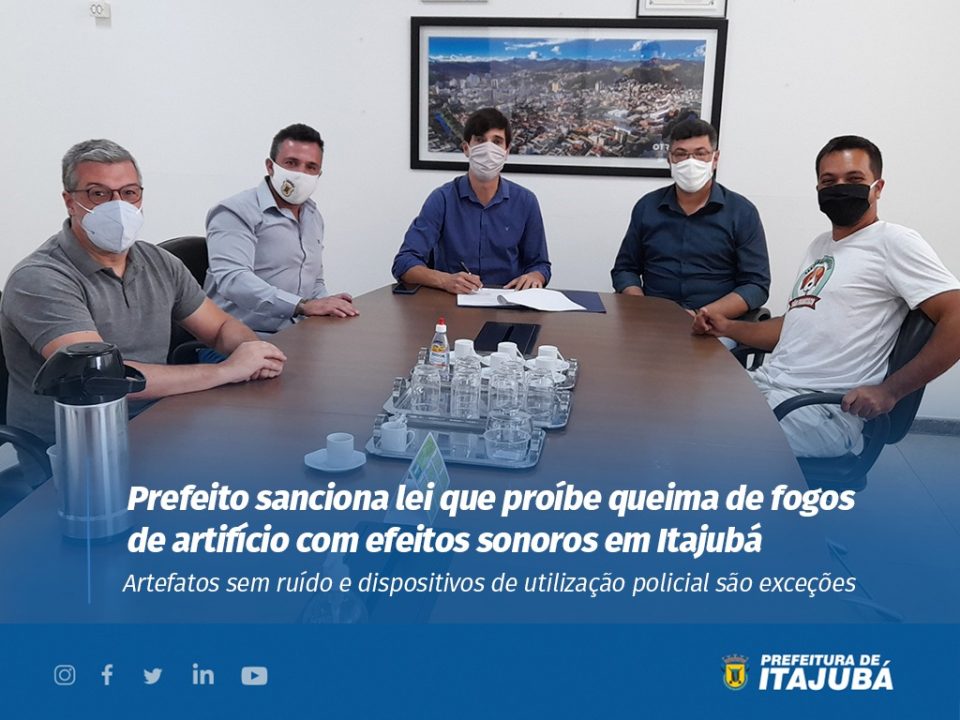 Prefeito sanciona lei que proíbe queima de fogos
de artifício com efeitos sonoros em Itajubá
Artefatos sem ruído e dispositivos de utilização policial são exceções
PREFEITURA DE
ITAJUBÁ